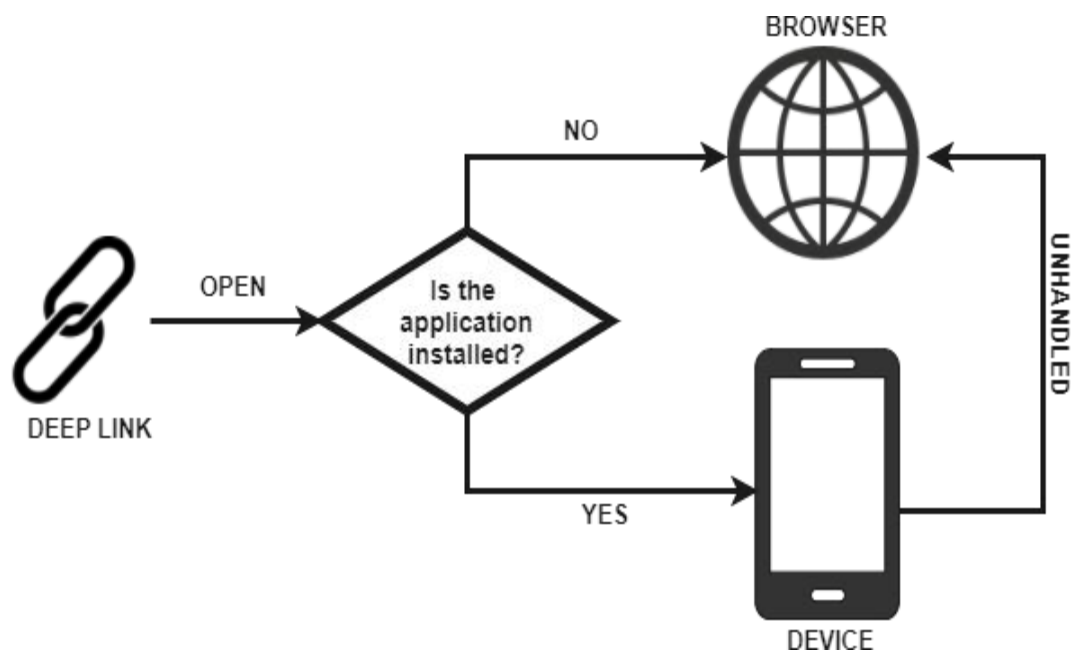 BROWSER
NO
OPEN
Is the
application
installed?
UNHANDLED
DEEP LINK
YES
DEVICE